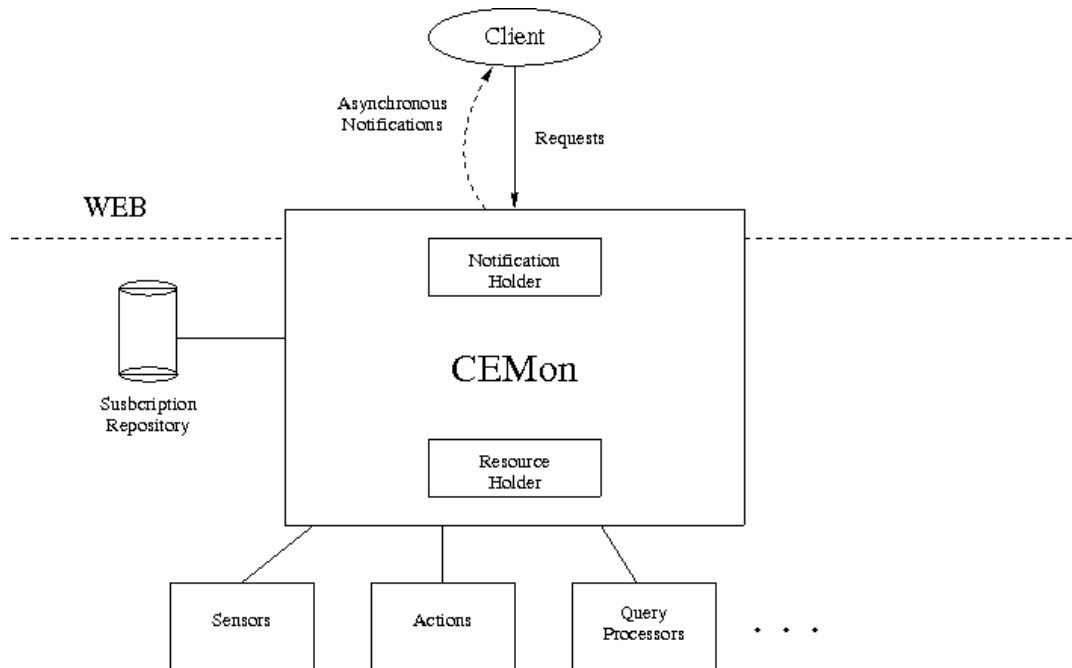 Client
Asynchronous
Notifications
Requests
WEB
Notification
Holder
CEMon
Susbcription
Repository
Resource
Holder
Sensors
Actions
Query
Processors
. . .